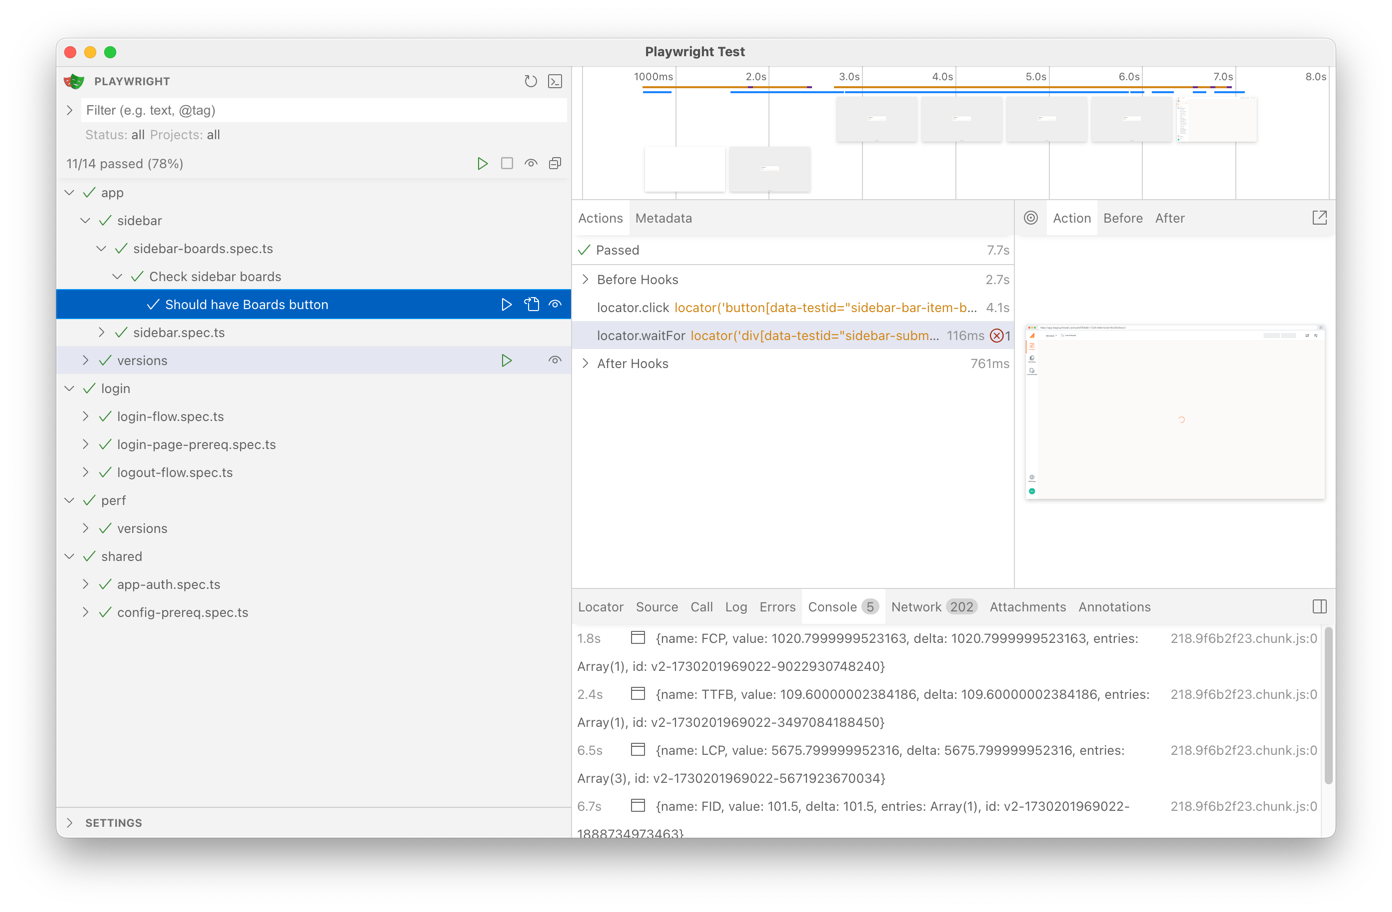 Playwright Test
PLAYWRIGHT
Filter (e.g. text, @tag)
Status: all Projects: all
11/14 passed (78%)
app
sidebar
sidebar-boards.spec.ts
Check sidebar boards
Should have Boards button
sidebar.spec.ts
versions
login
login-flow.spec.ts
login-page-prereq.spec.ts
logout-flow.spec.ts
perf
versions
shared
app-auth.spec.ts
config-prereq.spec.ts
SETTINGS
1000ms 2.0s 3.0s 4.0s 5.0s 6.0s 7.0s 8.0s
Actions Metadata
Passed 7.7s
Before Hooks 2.7s
locator.click locator('button[data-testid="sidebar-bar-item-b... 4.1s
locator.waitFor locator('div[data-testid="sidebar-subm... 116ms 1
After Hooks 761ms
Action Before After
Locator Source Call Log Errors Console 5 Network 202 Attachments Annotations
1.8s {name: FCP, value: 1020.7999999523163, delta: 1020.7999999523163, entries: 218.9f6b2f23.chunk.js:0
Array(1), id: v2-1730201969022-9022930748240}
2.4s {name: TTFB, value: 109.60000002384186, delta: 109.60000002384186, entries: 218.9f6b2f23.chunk.js:0
Array(1), id: v2-1730201969022-3497084188450}
6.5s {name: LCP, value: 5675.799999952316, delta: 5675.799999952316, entries: 218.9f6b2f23.chunk.js:0
Array(3), id: v2-1730201969022-5671923670034}
6.7s {name: FID, value: 101.5, delta: 101.5, entries: Array(1), id: v2-1730201969022- 218.9f6b2f23.chunk.js:0
1888734973463}